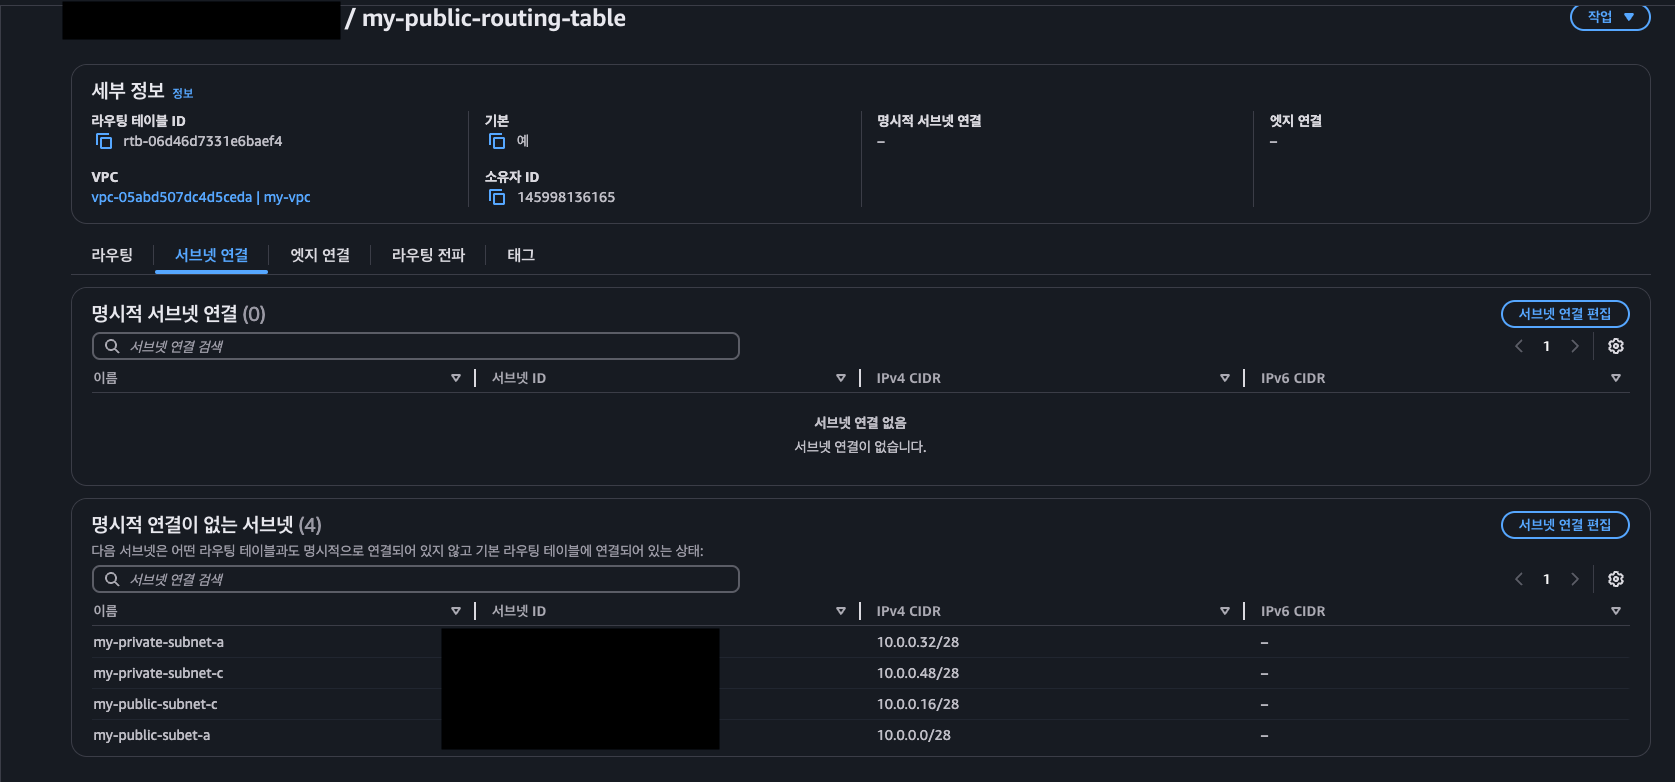 / my-public-routing-table
작업
세부 정보 정보
라우팅 테이블 ID
rtb-06d46d7331e6baef4
기본
예
명시적 서브넷 연결
–
엣지 연결
–
VPC
vpc-05abd507dc4d5ceda | my-vpc
소유자 ID
145998136165
라우팅 서브넷 연결 엣지 연결 라우팅 전파 태그
명시적 서브넷 연결 (0)
서브넷 연결 편집
서브넷 연결 검색
1
이름 서브넷 ID IPv4 CIDR IPv6 CIDR
서브넷 연결 없음
서브넷 연결이 없습니다.
명시적 연결이 없는 서브넷 (4)
서브넷 연결 편집
다음 서브넷은 어떤 라우팅 테이블과도 명시적으로 연결되어 있지 않고 기본 라우팅 테이블에 연결되어 있는 상태:
서브넷 연결 검색
1
이름 서브넷 ID IPv4 CIDR IPv6 CIDR
my-private-subnet-a 10.0.0.32/28 –
my-private-subnet-c 10.0.0.48/28 –
my-public-subnet-c 10.0.0.16/28 –
my-public-subet-a 10.0.0.0/28 –